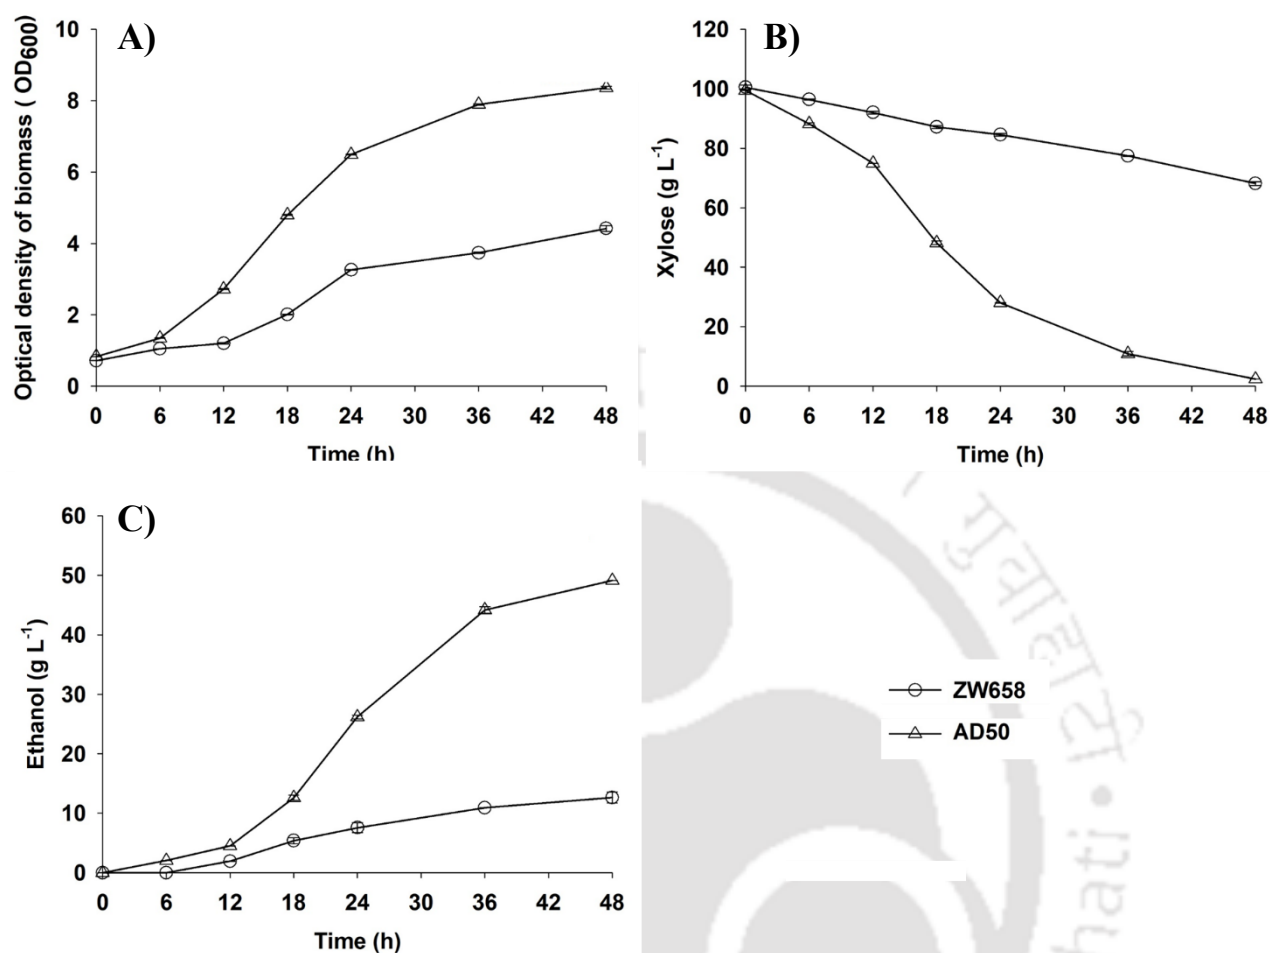 A)
Optical density of biomass ( OD600)
10
8
6
4
2
0
0 6 12 18 24 30 36 42 48
Time (h)
B)
Xylose (g L-1)
120
100
80
60
40
20
0
0 6 12 18 24 30 36 42 48
Time (h)
C)
Ethanol (g L-1)
60
50
40
30
20
10
0
0 6 12 18 24 30 36 42 48
Time (h)
ZW658
AD50
गुवाहाटी
hati